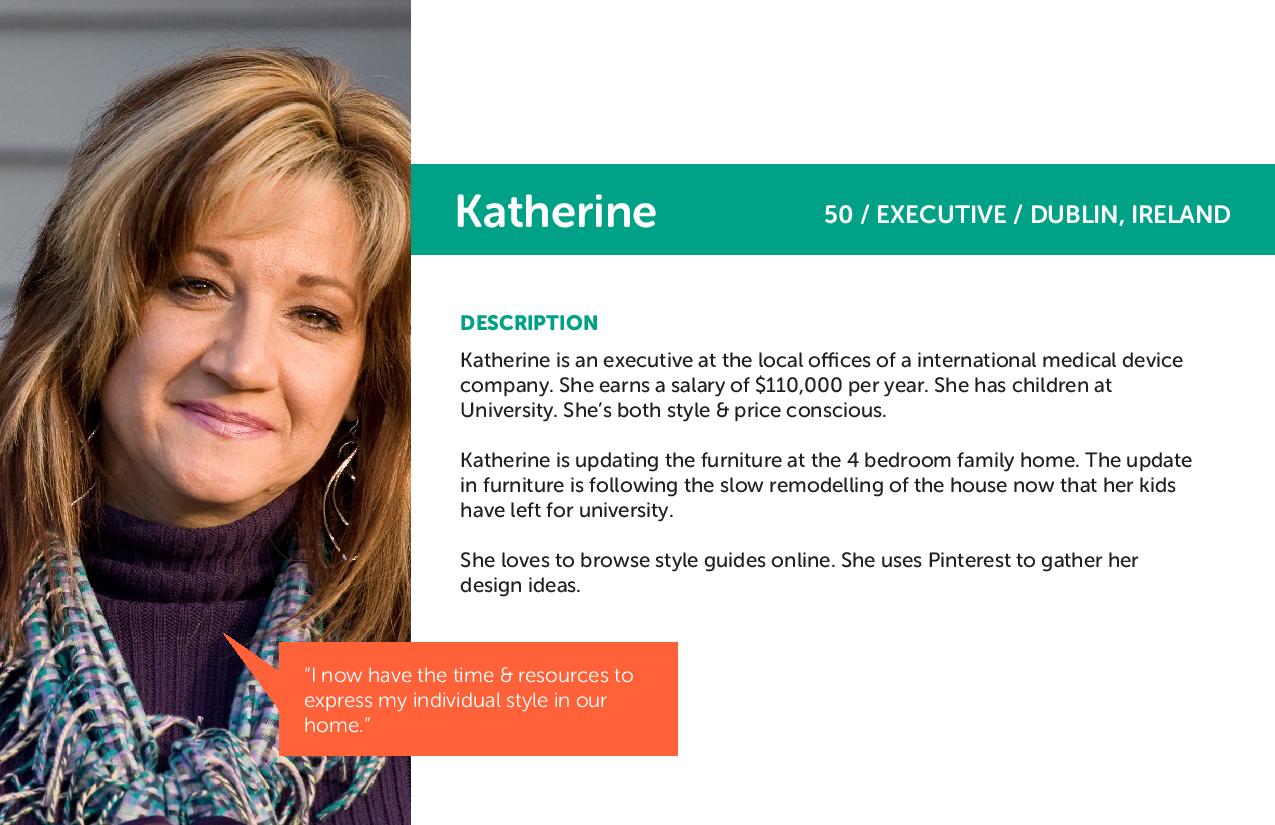 Katherine
50 / EXECUTIVE / DUBLIN, IRELAND
DESCRIPTION
Katherine is an executive at the local offices of a international medical device
company. She earns a salary of $110,000 per year. She has children at
University. She’s both style & price conscious.
Katherine is updating the furniture at the 4 bedroom family home. The update
in furniture is following the slow remodelling of the house now that her kids
have left for university.
She loves to browse style guides online. She uses Pinterest to gather her
design ideas.
“I now have the time & resources to
express my individual style in our
home.”